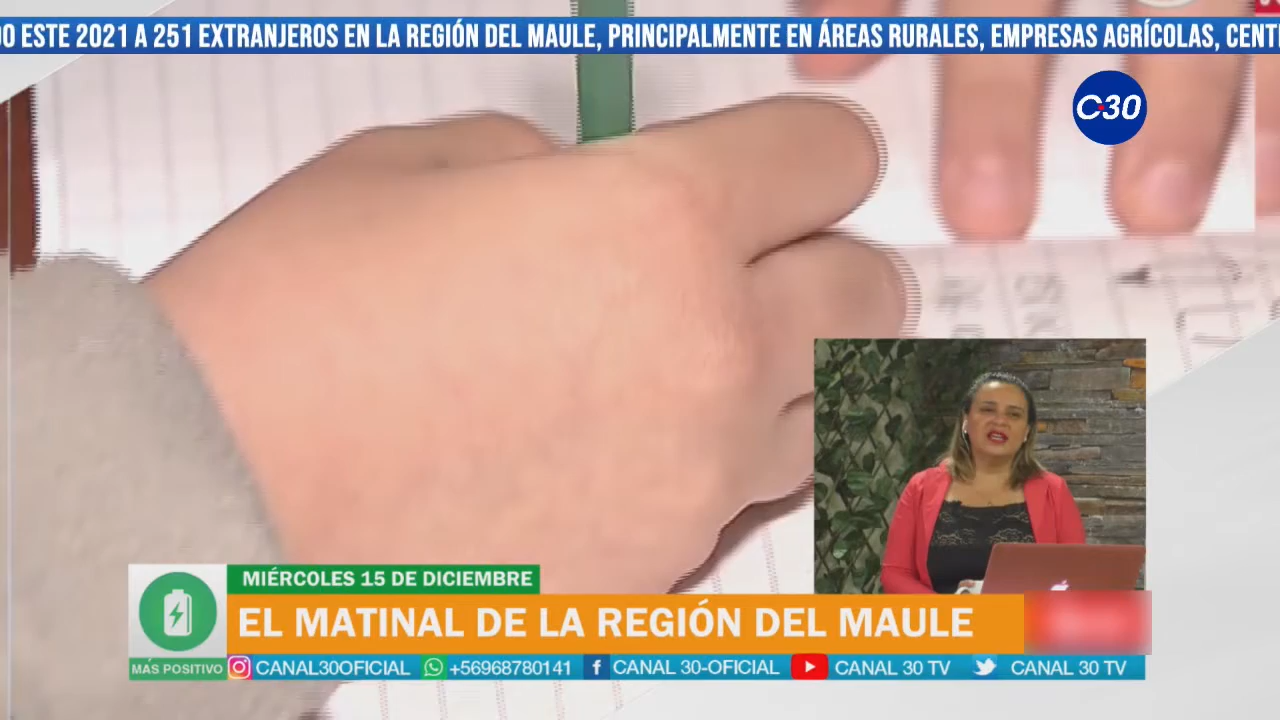 O ESTE 2021 A 251 EXTRANJEROS EN LA REGIÓN DEL MAULE, PRINCIPALMENTE EN ÁREAS RURALES, EMPRESAS AGRÍCOLAS, CENT
C30
MIÉRCOLES 15 DE DICIEMBRE
EL MATINAL DE LA REGIÓN DEL MAULE
MÁS POSITIVO
CANAL30OFICIAL +56968780141 CANAL 30-OFICIAL CANAL 30 TV CANAL 30 TV